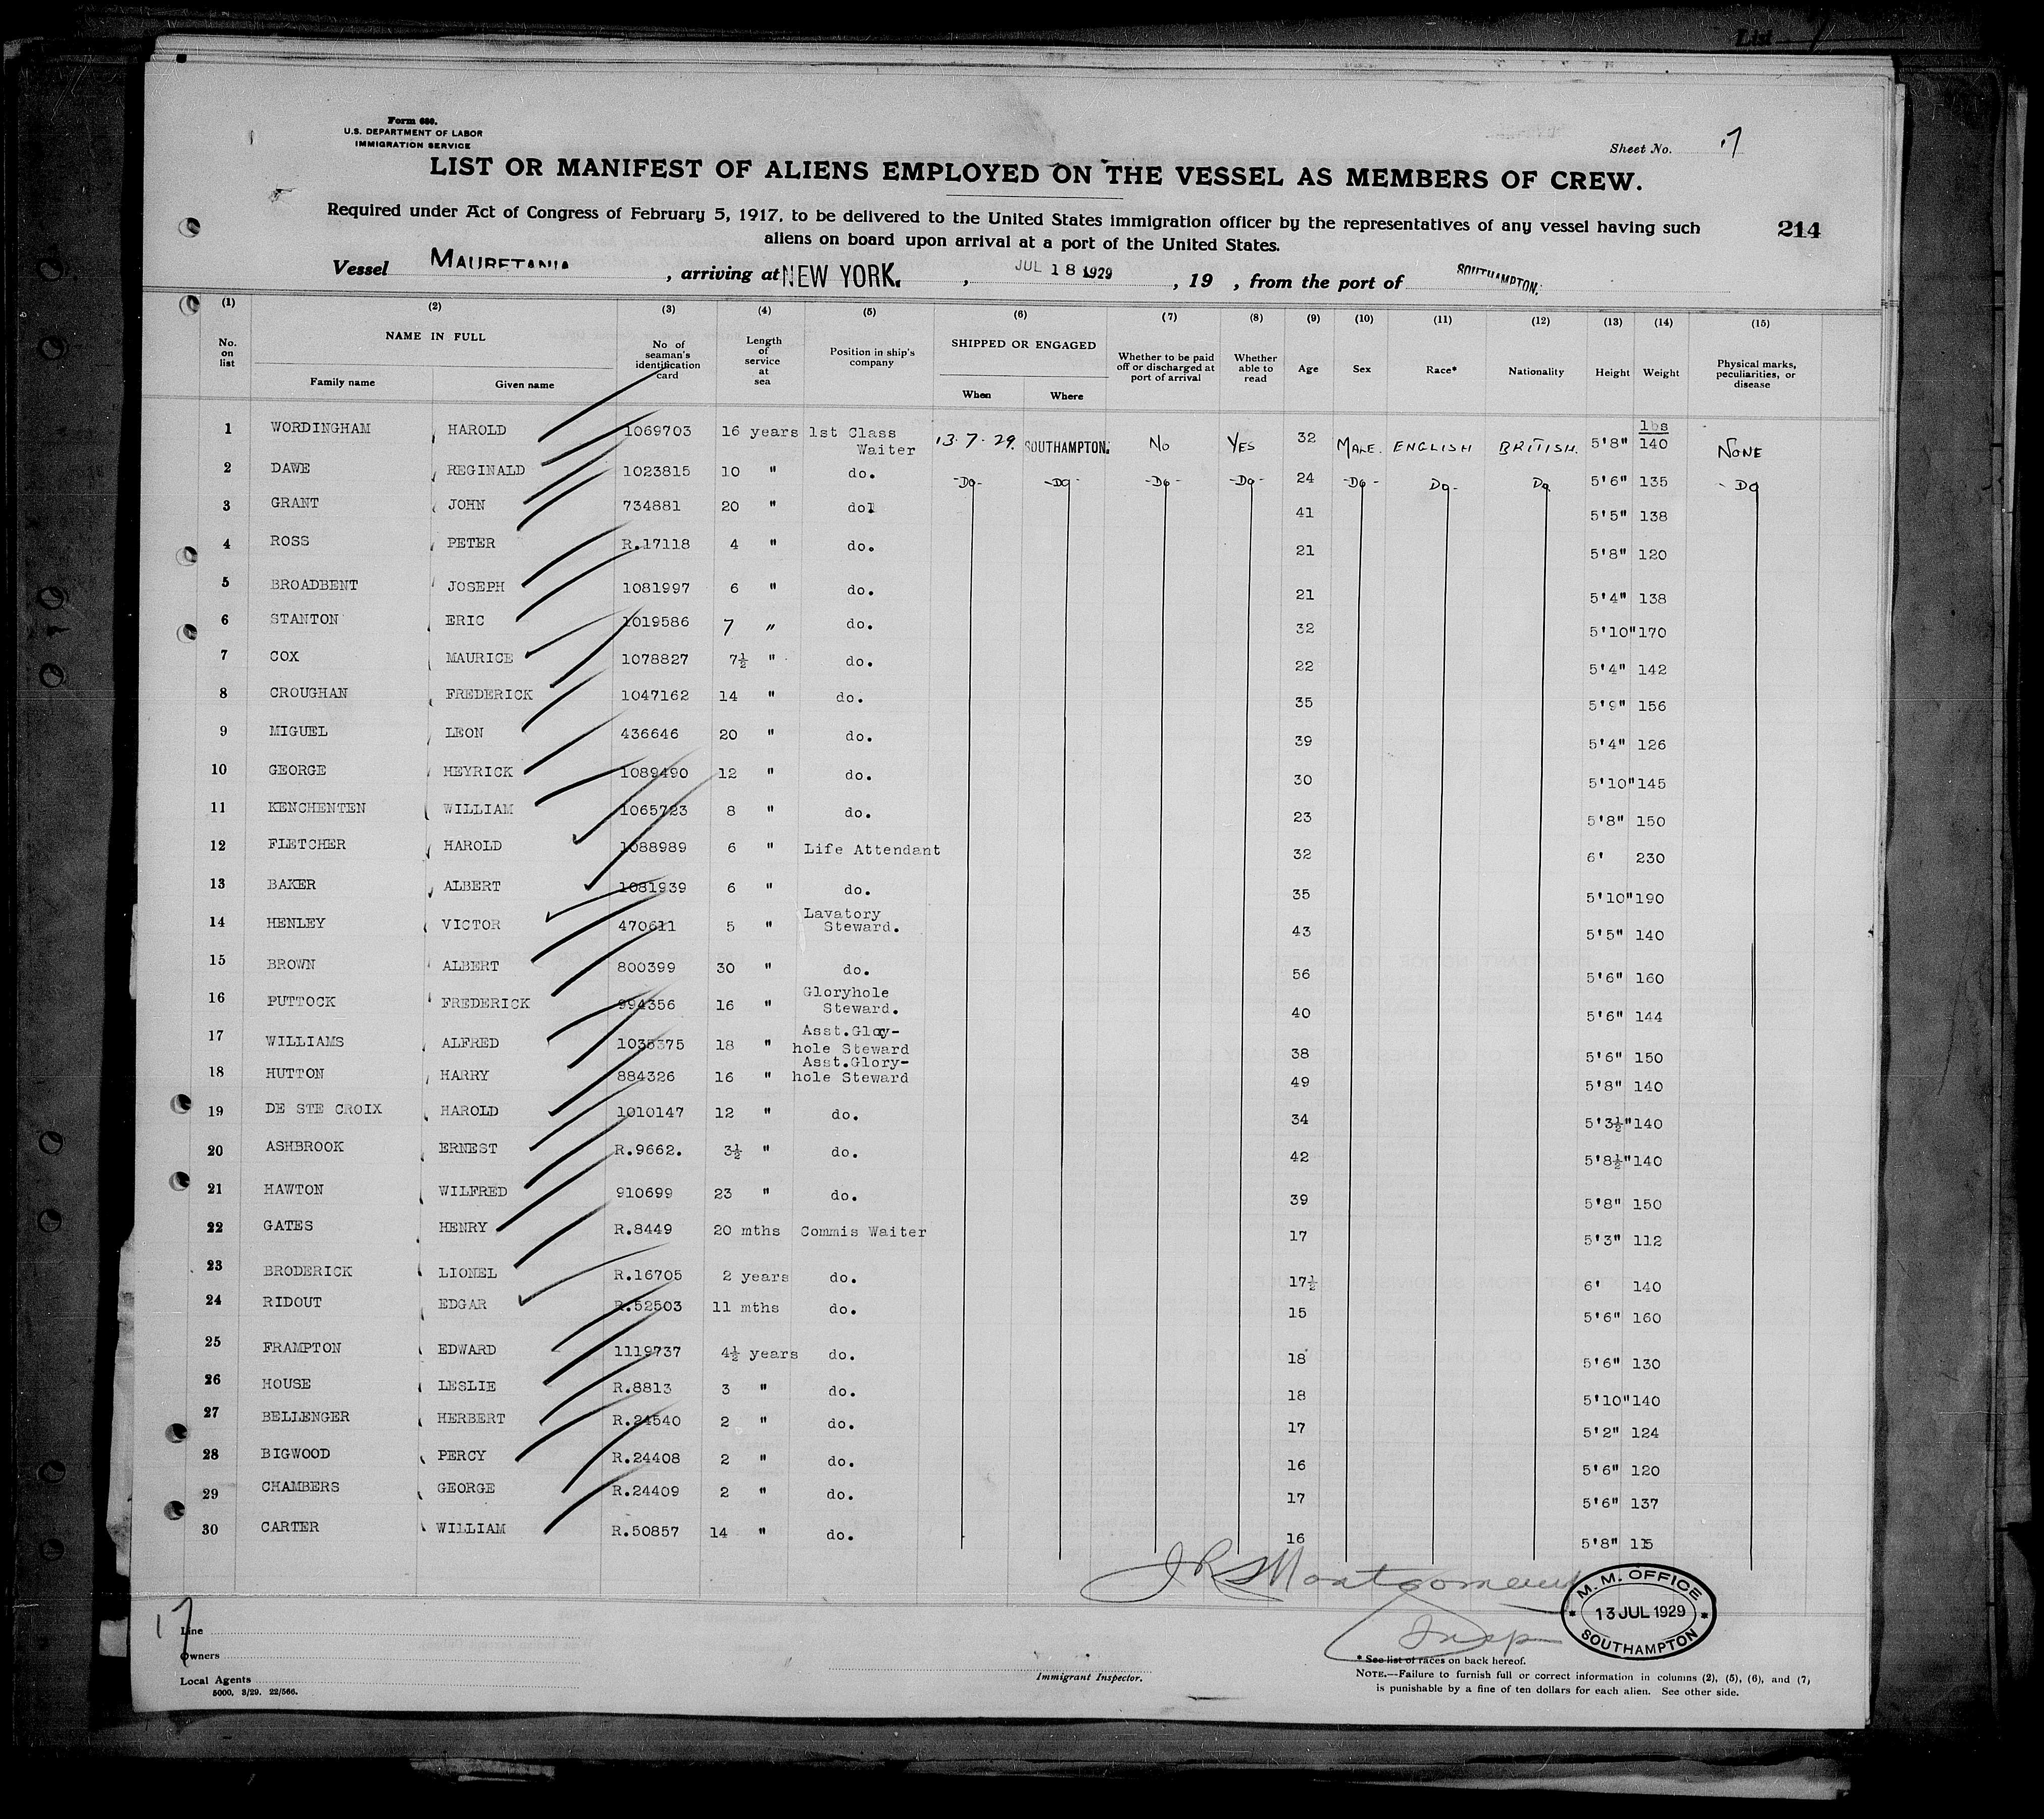 List
Form 680.
U.S. DEPARTMENT OF LABOR
IMMIGRATION SERVICE
Sheet No. 7
LIST OR MANIFEST OF ALIENS EMPLOYED ON THE VESSEL AS MEMBERS OF CREW.
Required under Act of Congress of February 5, 1917, to be delivered to the United States immigration officer by the representatives of any vessel having such
aliens on board upon arrival at a port of the United States.
214
Vessel MAURETANIA , arriving at NEW YORK. , JUL 18 1929 , 19 , from the port of SOUTHAMPTON.
(1) (2) (3) (4) (5) (6) (7) (8) (9) (10) (11) (12) (13) (14) (15)
No. on list NAME IN FULL Family name Given name No of seaman's identification card Length of service at sea Position in ship's company SHIPPED OR ENGAGED When Where Whether to be paid off or discharged at port of arrival Whether able to read Age Sex Race* Nationality Height Weight Physical marks, peculiarities, or disease
1 WORDINGHAM HAROLD 1069703 16 years 1st Class Waiter 13.7.29. SOUTHAMPTON. No YES 32 MALE. ENGLISH BRITISH. 5'8" lbs 140 NONE
2 DAWE REGINALD 1023815 10 " do. -Do- -Do- -Do- -Do- 24 -Do- Do- Do 5'6" 135 -Do
3 GRANT JOHN 734881 20 " do. 41 5'5" 138
4 ROSS PETER R.17118 4 " do. 21 5'8" 120
5 BROADBENT JOSEPH 1081997 6 " do. 21 5'4" 138
6 STANTON ERIC 1019586 7 " do. 32 5'10" 170
7 COX MAURICE 1078827 7½ " do. 22 5'4" 142
8 CROUGHAN FREDERICK 1047162 14 " do. 35 5'9" 156
9 MIGUEL LEON 436646 20 " do. 39 5'4" 126
10 GEORGE HEYRICK 1089490 12 " do. 30 5'10" 145
11 KENCHENTEN WILLIAM 1065723 8 " do. 23 5'8" 150
12 FLETCHER HAROLD 1088989 6 " Life Attendant 32 6' 230
13 BAKER ALBERT 1081939 6 " do. 35 5'10" 190
14 HENLEY VICTOR 470611 5 " Lavatory Steward. 43 5'5" 140
15 BROWN ALBERT 800399 30 " do. 56 5'6" 160
16 PUTTOCK FREDERICK 994356 16 " Gloryhole Steward. 40 5'6" 144
17 WILLIAMS ALFRED 1035375 18 " Asst.Gloy-hole Steward 38 5'6" 150
18 HUTTON HARRY 884326 16 " Asst.Glory-hole Steward 49 5'8" 140
19 DE STE CROIX HAROLD 1010147 12 " do. 34 5'3½" 140
20 ASHBROOK ERNEST R.9662. 3½ " do. 42 5'8½" 140
21 HAWTON WILFRED 910699 23 " do. 39 5'8" 150
22 GATES HENRY R.8449 20 mths Commis Waiter 17 5'3" 112
23 BRODERICK LIONEL R.16705 2 years do. 17½ 6' 140
24 RIDOUT EDGAR R.52503 11 mths do. 15 5'6" 160
25 FRAMPTON EDWARD 1119737 4½ years do. 18 5'6" 130
26 HOUSE LESLIE R.8813 3 " do. 18 5'10" 140
27 BELLENGER HERBERT R.24540 2 " do. 17 5'2" 124
28 BIGWOOD PERCY R.24408 2 " do. 16 5'6" 120
29 CHAMBERS GEORGE R.24409 2 " do. 17 5'6" 137
30 CARTER WILLIAM R.50857 14 " do. 16 5'8" 115
J R S Montgomery
Insp
M. M. OFFICE
13 JUL 1929
SOUTHAMPTON
17
Line
Owners
Local Agents
5000. 3/29. 22/566.
Immigrant Inspector.
* See list of races on back hereof.
NOTE.—Failure to furnish full or correct information in columns (2), (5), (6), and (7)
is punishable by a fine of ten dollars for each alien. See other side.